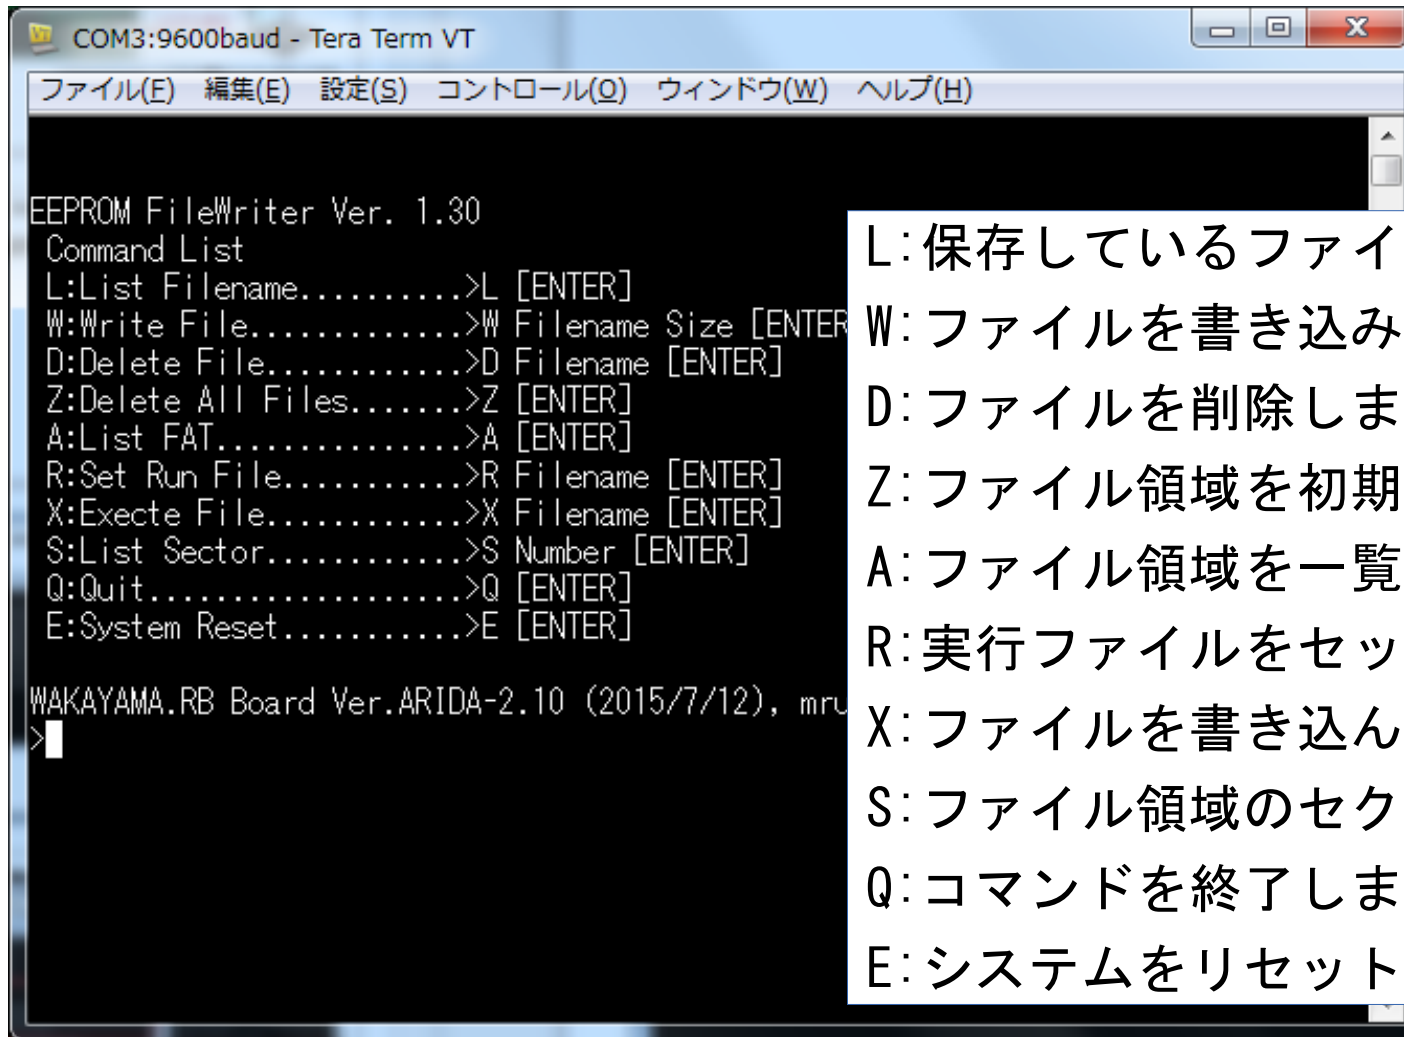 COM3:9600baud - Tera Term VT
ファイル(F) 編集(E) 設定(S) コントロール(O) ウィンドウ(W) ヘルプ(H)
EEPROM FileWriter Ver. 1.30
Command List
L:List Filename..........>L [ENTER]
W:Write File.............>W Filename Size [ENTER
D:Delete File............>D Filename [ENTER]
Z:Delete All Files.......>Z [ENTER]
A:List FAT...............>A [ENTER]
R:Set Run File...........>R Filename [ENTER]
X:Execte File............>X Filename [ENTER]
S:List Sector............>S Number [ENTER]
Q:Quit...................>Q [ENTER]
E:System Reset...........>E [ENTER]
WAKAYAMA.RB Board Ver.ARIDA-2.10 (2015/7/12), mru
>
L:保存しているファイ
W:ファイルを書き込み
D:ファイルを削除しま
Z:ファイル領域を初期
A:ファイル領域を一覧
R:実行ファイルをセッ
X:ファイルを書き込ん
S:ファイル領域のセク
Q:コマンドを終了しま
E:システムをリセット